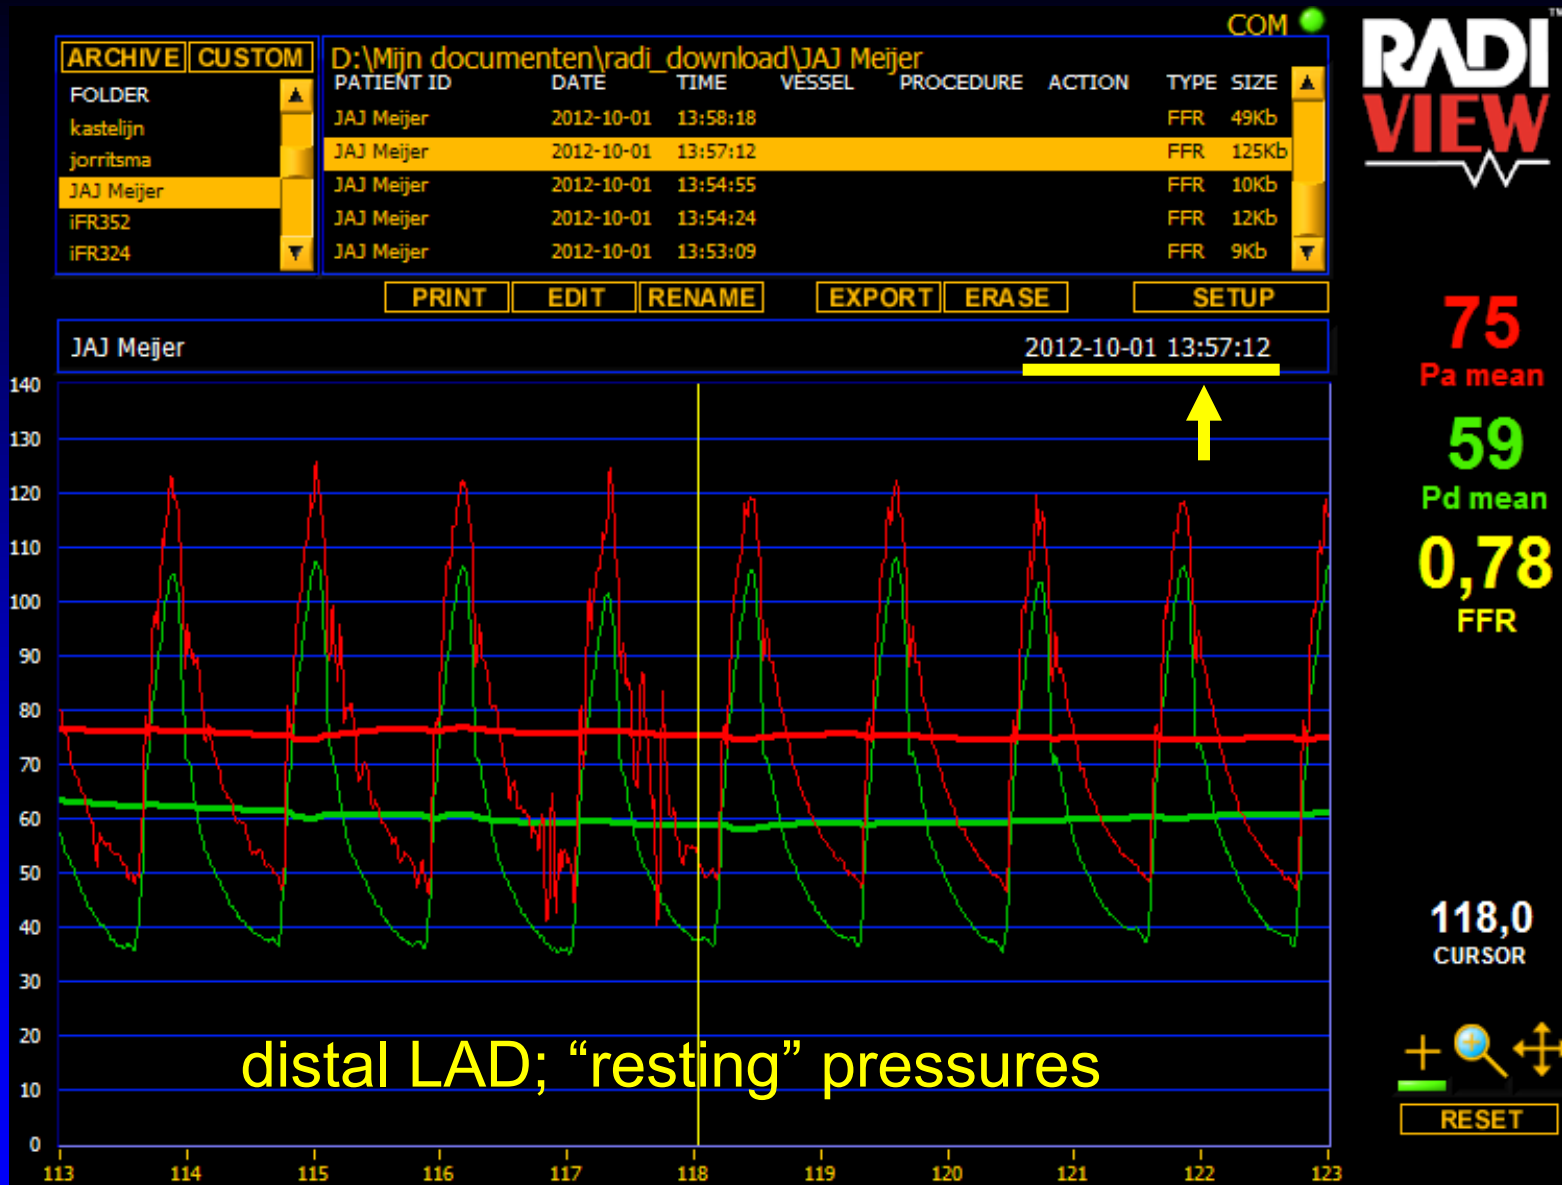 COM
RADI
VIEW
TM
ARCHIVE CUSTOM
D:\Mijn documenten\radi_download\JAJ Meijer
FOLDER
kastelijn
jorritsma
JAJ Meijer
iFR352
iFR324
PATIENT ID DATE TIME VESSEL PROCEDURE ACTION TYPE SIZE
JAJ Meijer 2012-10-01 13:58:18 FFR 49Kb
JAJ Meijer 2012-10-01 13:57:12 FFR 125Kb
JAJ Meijer 2012-10-01 13:54:55 FFR 10Kb
JAJ Meijer 2012-10-01 13:54:24 FFR 12Kb
JAJ Meijer 2012-10-01 13:53:09 FFR 9Kb
PRINT EDIT RENAME EXPORT ERASE SETUP
JAJ Meijer 2012-10-01 13:57:12
140
130
120
110
100
90
80
70
60
50
40
30
20
10
0
distal LAD; “resting” pressures
113 114 115 116 117 118 119 120 121 122 123
75
Pa mean
59
Pd mean
0,78
FFR
118,0
CURSOR
RESET